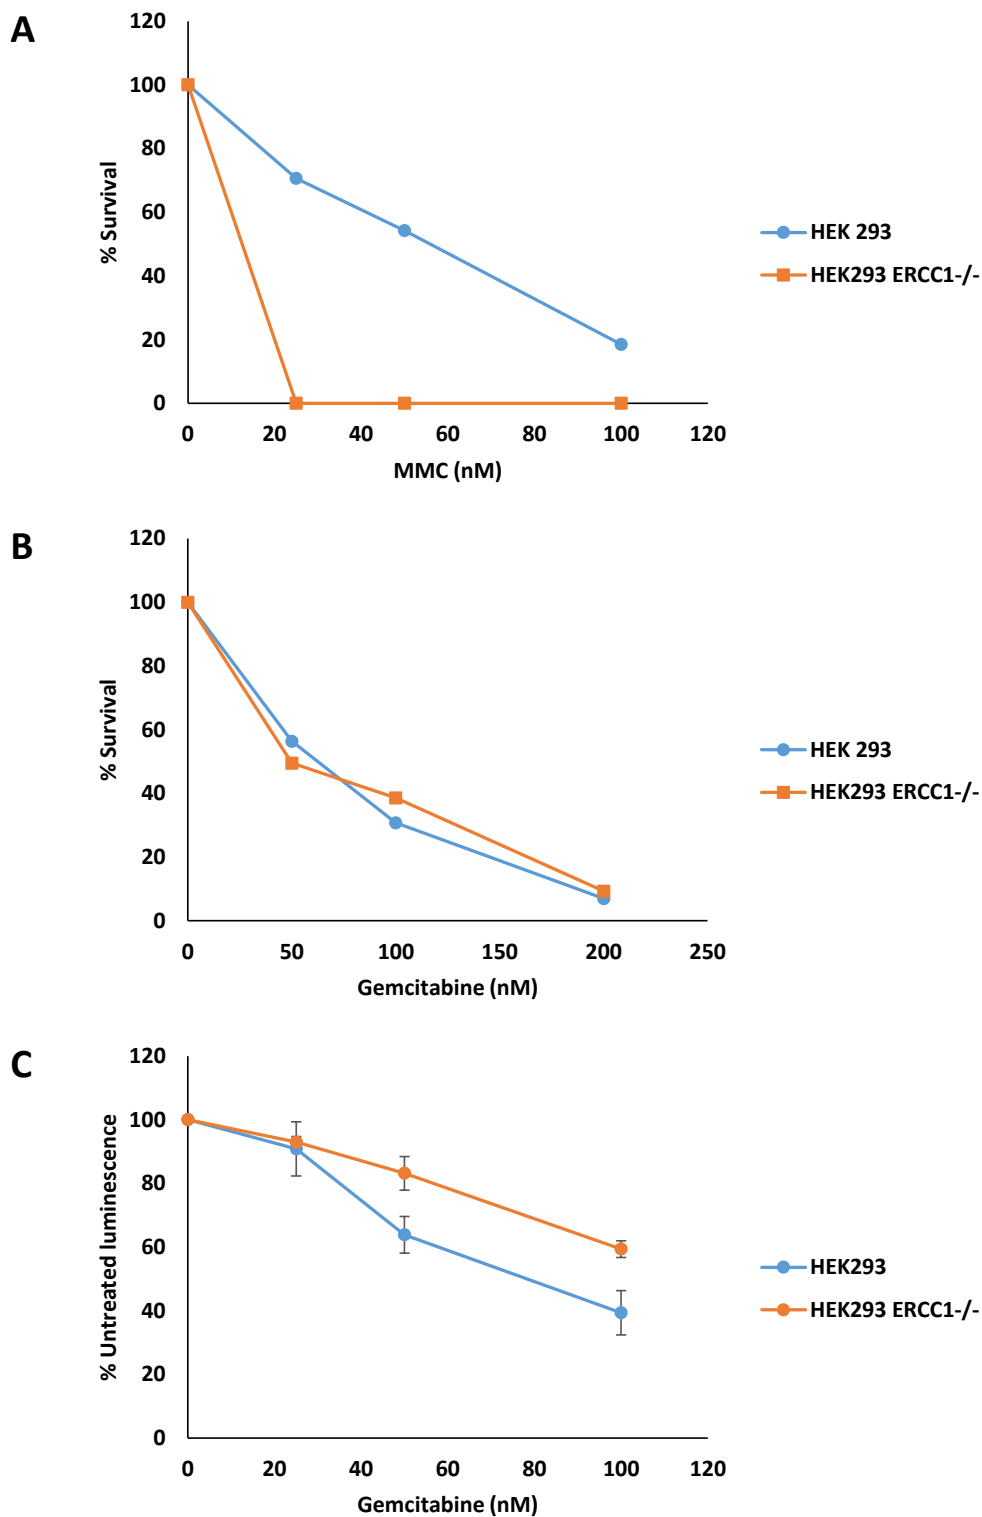 A
120
100
80
60
40
20
0
% Survival
0 20 40 60 80 100 120
MMC (nM)
HEK 293
HEK293 ERCC1-/-
B
120
100
80
60
40
20
0
% Survival
0 50 100 150 200 250
Gemcitabine (nM)
HEK 293
HEK293 ERCC1-/-
C
120
100
80
60
40
20
0
% Untreated luminescence
0 20 40 60 80 100 120
Gemcitabine (nM)
HEK293
HEK293 ERCC1-/-